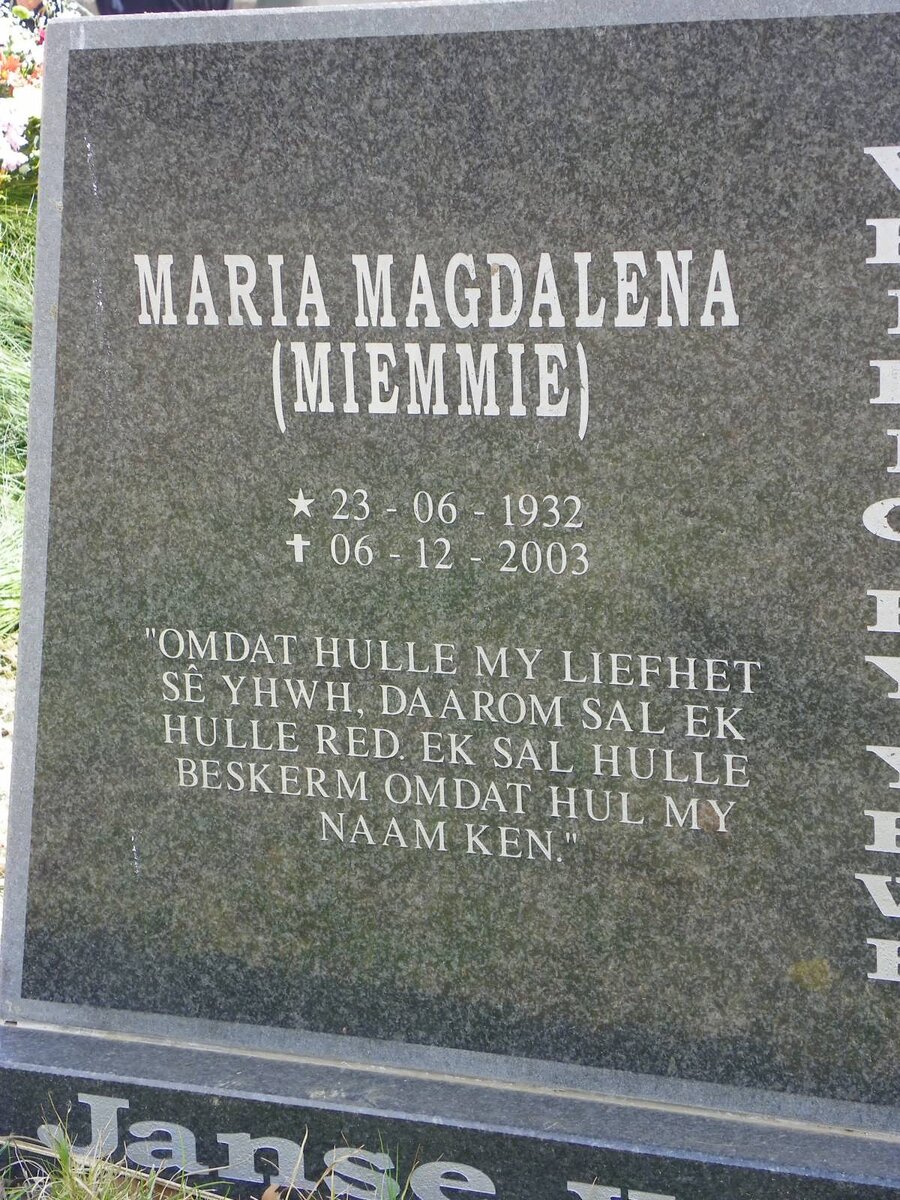 MARIA MAGDALENA
(MIEMMIE)
★ 23 - 06 - 1932
✝ 06 - 12 - 2003
"OMDAT HULLE MY LIEFHET
SÊ YHWH, DAAROM SAL EK
HULLE RED. EK SAL HULLE
BESKERM OMDAT HUL MY
NAAM KEN."
Janse